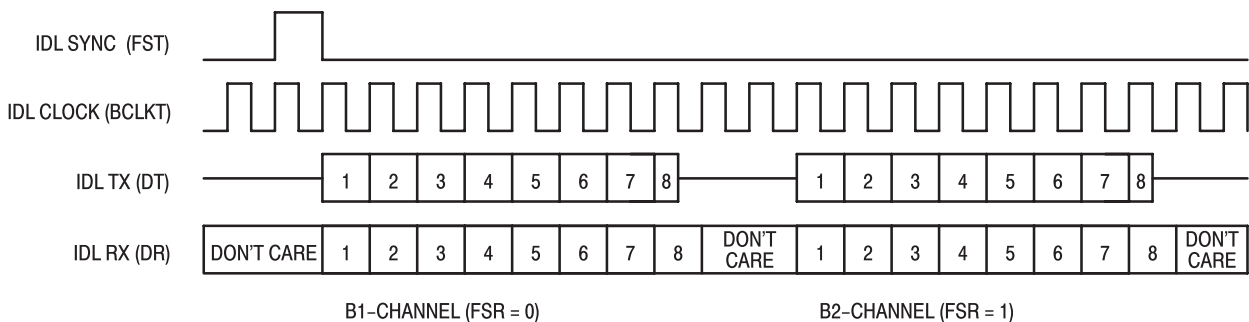 IDL SYNC (FST)
IDL CLOCK (BCLKT)
IDL TX (DT) 1 2 3 4 5 6 7 8 1 2 3 4 5 6 7 8
IDL RX (DR) DON'T CARE 1 2 3 4 5 6 7 8 DON'T CARE 1 2 3 4 5 6 7 8 DON'T CARE
B1–CHANNEL (FSR = 0) B2–CHANNEL (FSR = 1)